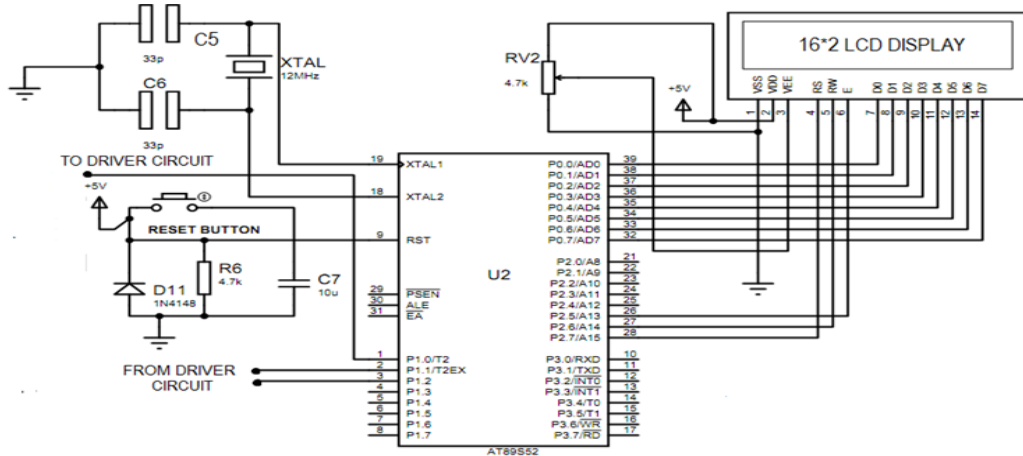 C5
33p
XTAL
12MHz
C6
33p
TO DRIVER CIRCUIT
+5V
RESET BUTTON
R6
4.7k
C7
10u
D11
1N4148
FROM DRIVER
CIRCUIT
RV2
4.7k
+5V
16*2 LCD DISPLAY
VSS VDD VEE RS RW E D0 D1 D2 D3 D4 D5 D6 D7
1 2 3 4 5 6 7 8 9 10 11 12 13 14
19 XTAL1
18 XTAL2
9 RST
29 PSEN
30 ALE
31 EA
1 P1.0/T2
2 P1.1/T2EX
3 P1.2
4 P1.3
5 P1.4
6 P1.5
7 P1.6
8 P1.7
U2
P0.0/AD0 39
P0.1/AD1 38
P0.2/AD2 37
P0.3/AD3 36
P0.4/AD4 35
P0.5/AD5 34
P0.6/AD6 33
P0.7/AD7 32
P2.0/A8 21
P2.1/A9 22
P2.2/A10 23
P2.3/A11 24
P2.4/A12 25
P2.5/A13 26
P2.6/A14 27
P2.7/A15 28
P3.0/RXD 10
P3.1/TXD 11
P3.2/INT0 12
P3.3/INT1 13
P3.4/T0 14
P3.5/T1 15
P3.6/WR 16
P3.7/RD 17
AT89S52